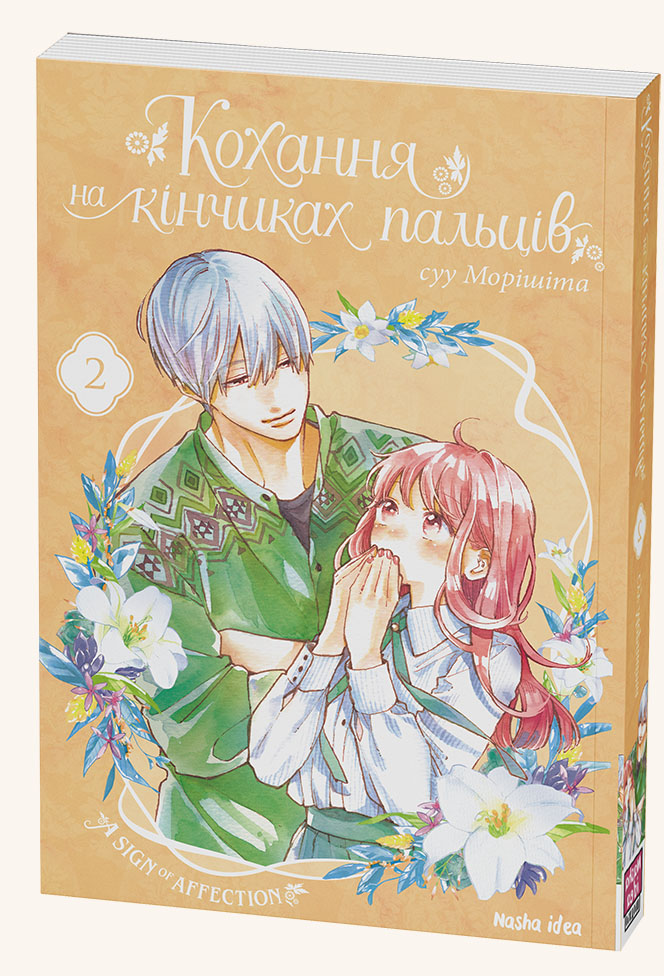 Кохання
на кінчиках пальців
суу Морішіта
2
A SIGN OF AFFECTION
Nasha idea